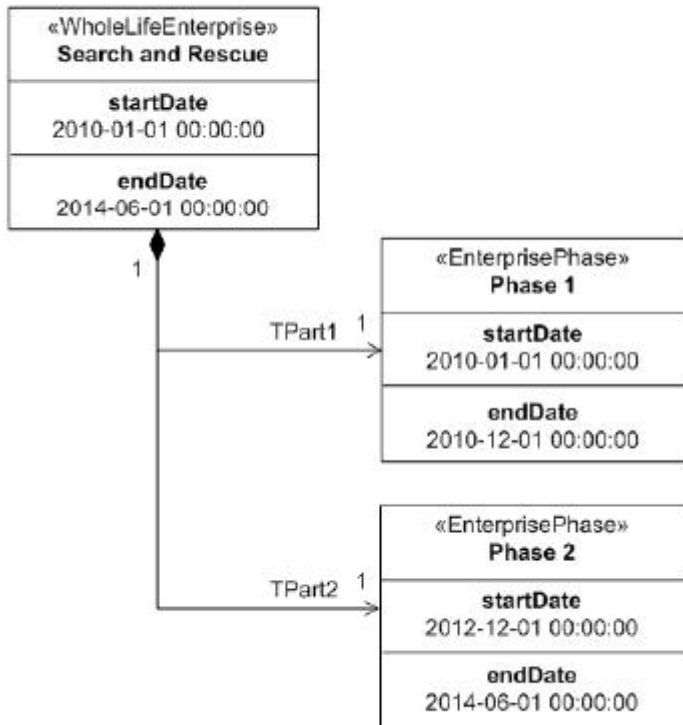 «WholeLifeEnterprise»
Search and Rescue
startDate
2010-01-01 00:00:00
endDate
2014-06-01 00:00:00
1
TPart1
1
«EnterprisePhase»
Phase 1
startDate
2010-01-01 00:00:00
endDate
2010-12-01 00:00:00
TPart2
1
«EnterprisePhase»
Phase 2
startDate
2012-12-01 00:00:00
endDate
2014-06-01 00:00:00